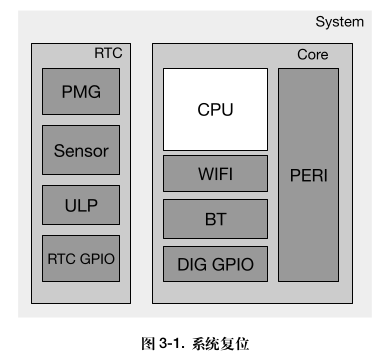 System
RTC
PMG
Sensor
ULP
RTC GPIO
Core
CPU
WIFI
BT
DIG GPIO
PERI
图 3-1. 系统复位